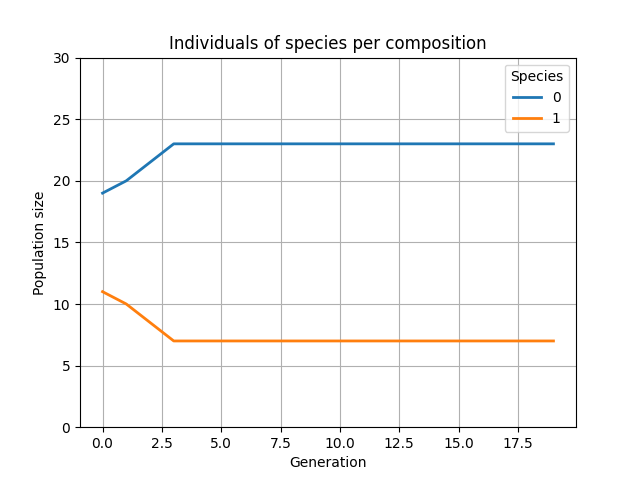 Individuals of species per composition
Species
0
1
30
25
20
15
10
5
0
Population size
0.0 2.5 5.0 7.5 10.0 12.5 15.0 17.5
Generation